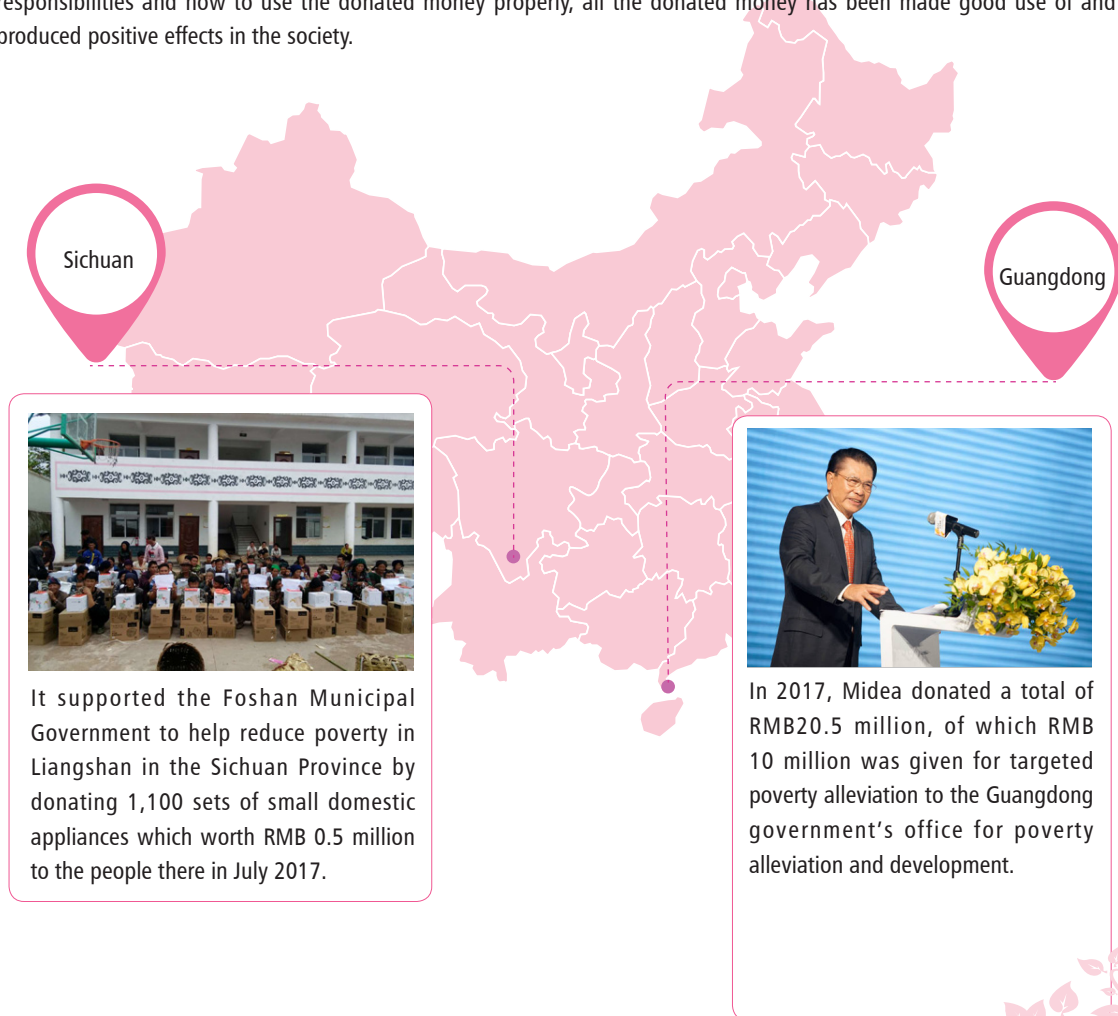 responsibilities and how to use the donated money properly, all the donated money has been made good use of and
produced positive effects in the society.
Sichuan
Guangdong
It supported the Foshan Municipal
Government to help reduce poverty in
Liangshan in the Sichuan Province by
donating 1,100 sets of small domestic
appliances which worth RMB 0.5 million
to the people there in July 2017.
In 2017, Midea donated a total of
RMB20.5 million, of which RMB
10 million was given for targeted
poverty alleviation to the Guangdong
government's office for poverty
alleviation and development.